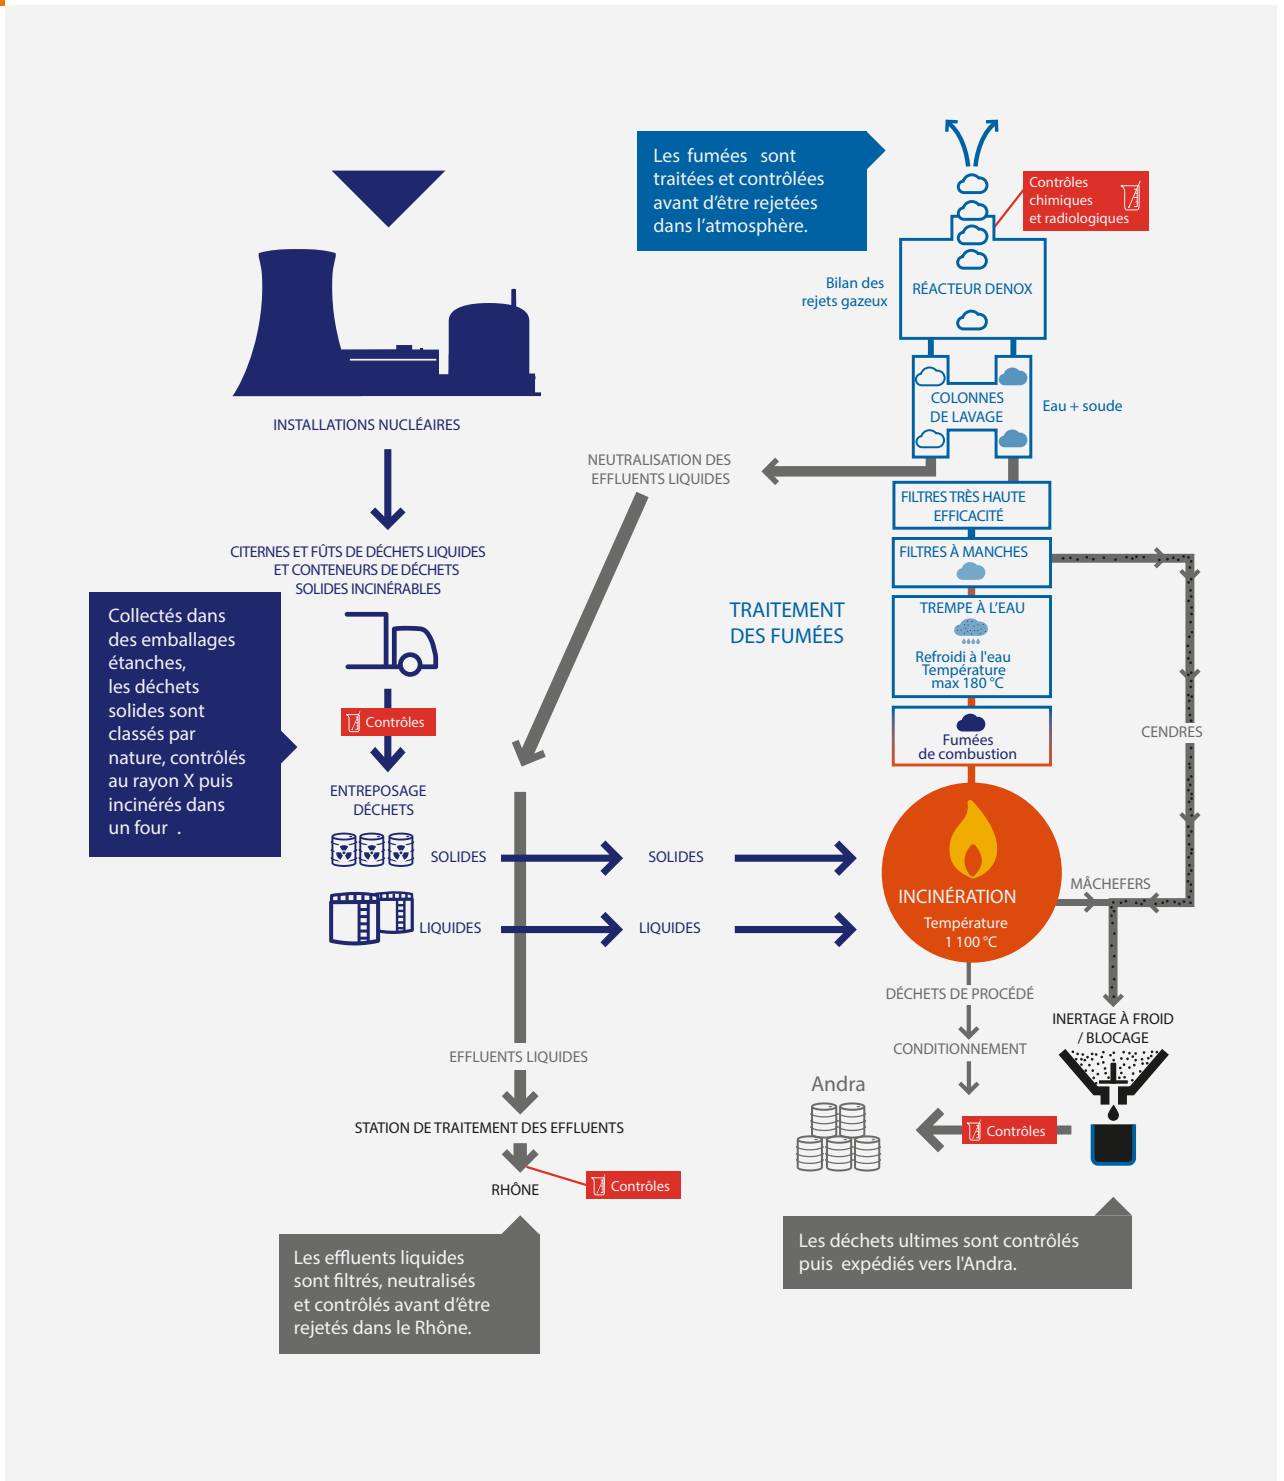 Les fumées sont
traitées et contrôlées
avant d'être rejetées
dans l'atmosphère.
Contrôles
chimiques
et radiologiques
Bilan des
rejets gazeux
RÉACTEUR DENOX
COLONNES
DE LAVAGE
Eau + soude
INSTALLATIONS NUCLÉAIRES
NEUTRALISATION DES
EFFLUENTS LIQUIDES
FILTRES TRÈS HAUTE
EFFICACITÉ
FILTRES À MANCHES
CITERNES ET FÛTS DE DÉCHETS LIQUIDES
ET CONTENEURS DE DÉCHETS
SOLIDES INCINÉRABLES
TRAITEMENT
DES FUMÉES
TREMPE À L'EAU
Refroidi à l'eau
Température
max 180 °C
Collectés dans
des emballages
étanches,
les déchets
solides sont
classés par
nature, contrôlés
au rayon X puis
incinérés dans
un four .
Contrôles
Fumées
de combustion
CENDRES
ENTREPOSAGE
DÉCHETS
SOLIDES
SOLIDES
LIQUIDES
LIQUIDES
INCINÉRATION
Température
1 100 °C
MÂCHEFERS
DÉCHETS DE PROCÉDÉ
CONDITIONNEMENT
INERTAGE À FROID
/ BLOCAGE
EFFLUENTS LIQUIDES
Andra
Contrôles
STATION DE TRAITEMENT DES EFFLUENTS
RHÔNE
Contrôles
Les effluents liquides
sont filtrés, neutralisés
et contrôlés avant d'être
rejetés dans le Rhône.
Les déchets ultimes sont contrôlés
puis expédiés vers l'Andra.